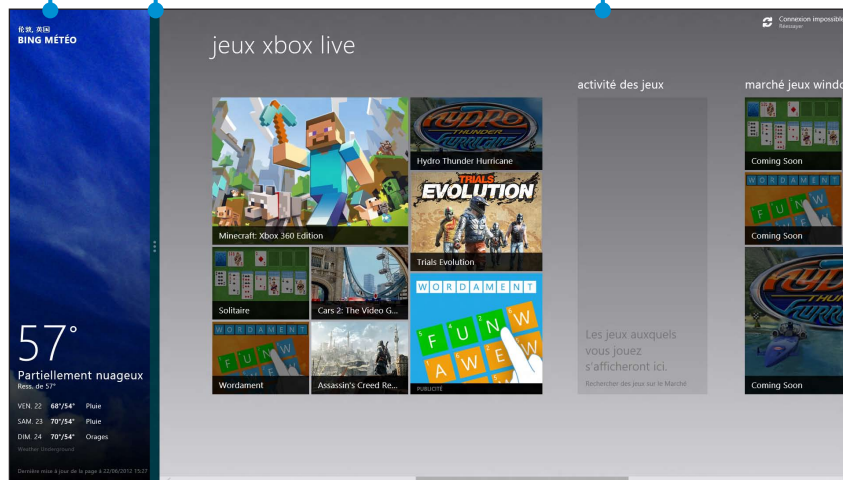 伦敦, 英国
BING MÉTÉO
57°
Partiellement nuageux
Ress. de 57°
VEN. 22 68°/54° Pluie
SAM. 23 70°/54° Pluie
DIM. 24 70°/54° Orages
Weather Underground
Dernière mise à jour de la page à 22/06/2012 15:27
jeux xbox live
Connexion impossible
Réessayer
Minecraft: Xbox 360 Edition
HYDRO
THUNDER
HURRICANE
Hydro Thunder Hurricane
TRIALS
EVOLUTION
Trials Evolution
Solitaire
Cars 2: The Video G...
WORDAMENT
FUNW
AWEW
PUBLICITÉ
WORDAMENT
FUN
W
Wordament
Assassin's Creed Re...
activité des jeux
Les jeux auxquels
vous jouez
s'afficheront ici.
Rechercher des jeux sur le Marché
marché jeux windo
Coming Soon
WORDAMENT
FUN
Coming Soon
Coming Soon